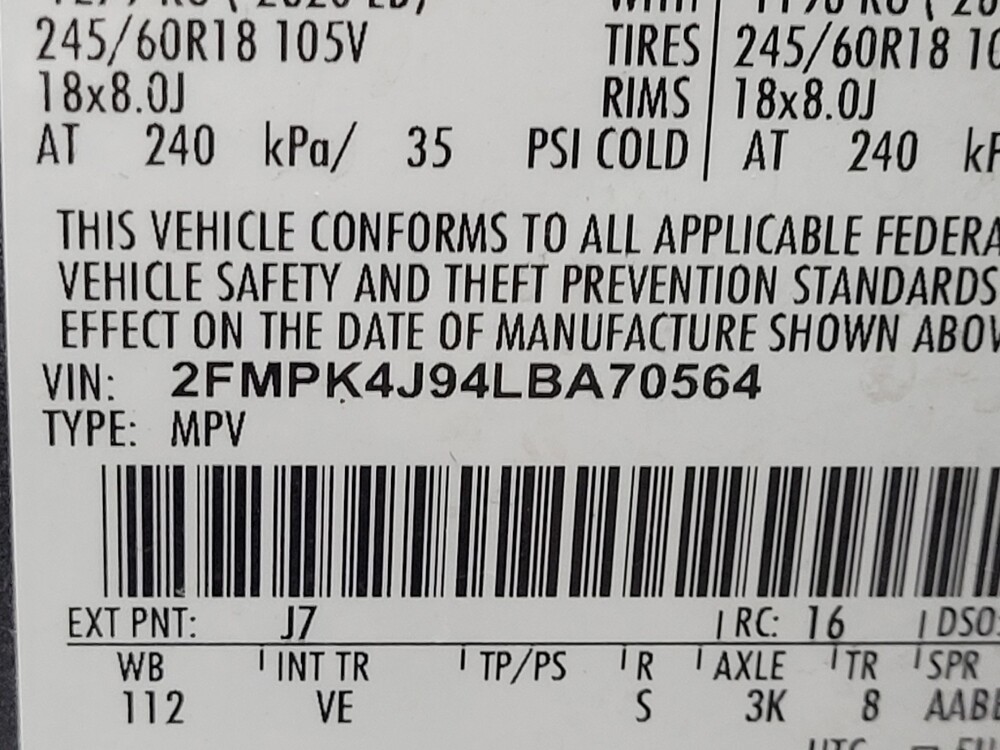 245/60R18 105V TIRES 245/60R18
18x8.0J RIMS 18x8.0J
AT 240 kPa/ 35 PSI COLD AT 240
THIS VEHICLE CONFORMS TO ALL APPLICABLE
VEHICLE SAFETY AND THEFT PREVENTION STANDARDS
EFFECT ON THE DATE OF MANUFACTURE SHOWN
VIN: 2FMPK4J94LBA70564
TYPE: MPV
EXT PNT: J7 RC: 16 DSO
WB INT TR TP/PS R AXLE TR SPR
112 VE S 3K 8